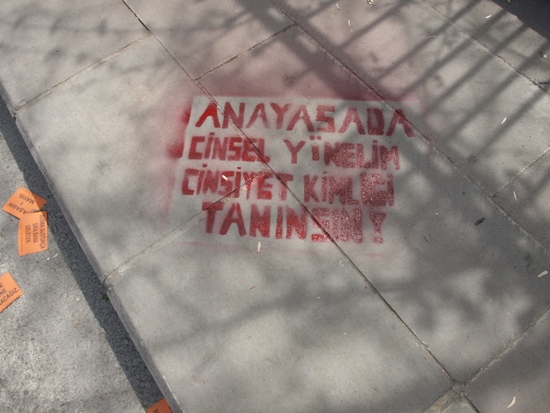 ANAYASADA
CİNSEL YÖNELİM
CİNSİYET KİMLİĞİ
TANINSIN!